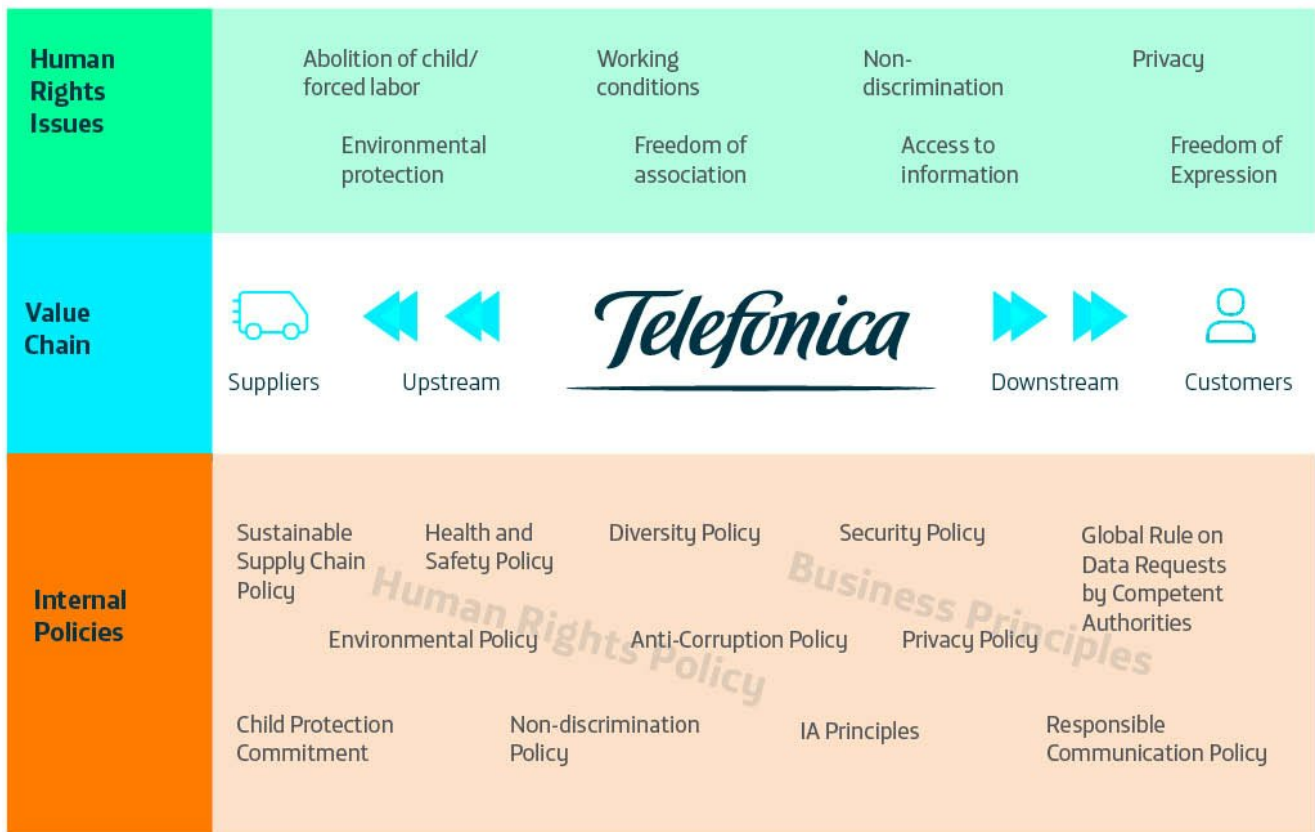 Human
Rights
Issues
Abolition of child/
forced labor
Working
conditions
Non-
discrimination
Privacy
Environmental
protection
Freedom of
association
Access to
information
Freedom of
Expression
Value
Chain
Suppliers
Upstream
Telefónica
Downstream
Customers
Internal
Policies
Sustainable
Supply Chain
Policy
Health and
Safety Policy
Diversity Policy
Security Policy
Global Rule on
Data Requests
by Competent
Authorities
Human Rights Policy
Business Principles
Environmental Policy
Anti-Corruption Policy
Privacy Policy
Child Protection
Commitment
Non-discrimination
Policy
IA Principles
Responsible
Communication Policy